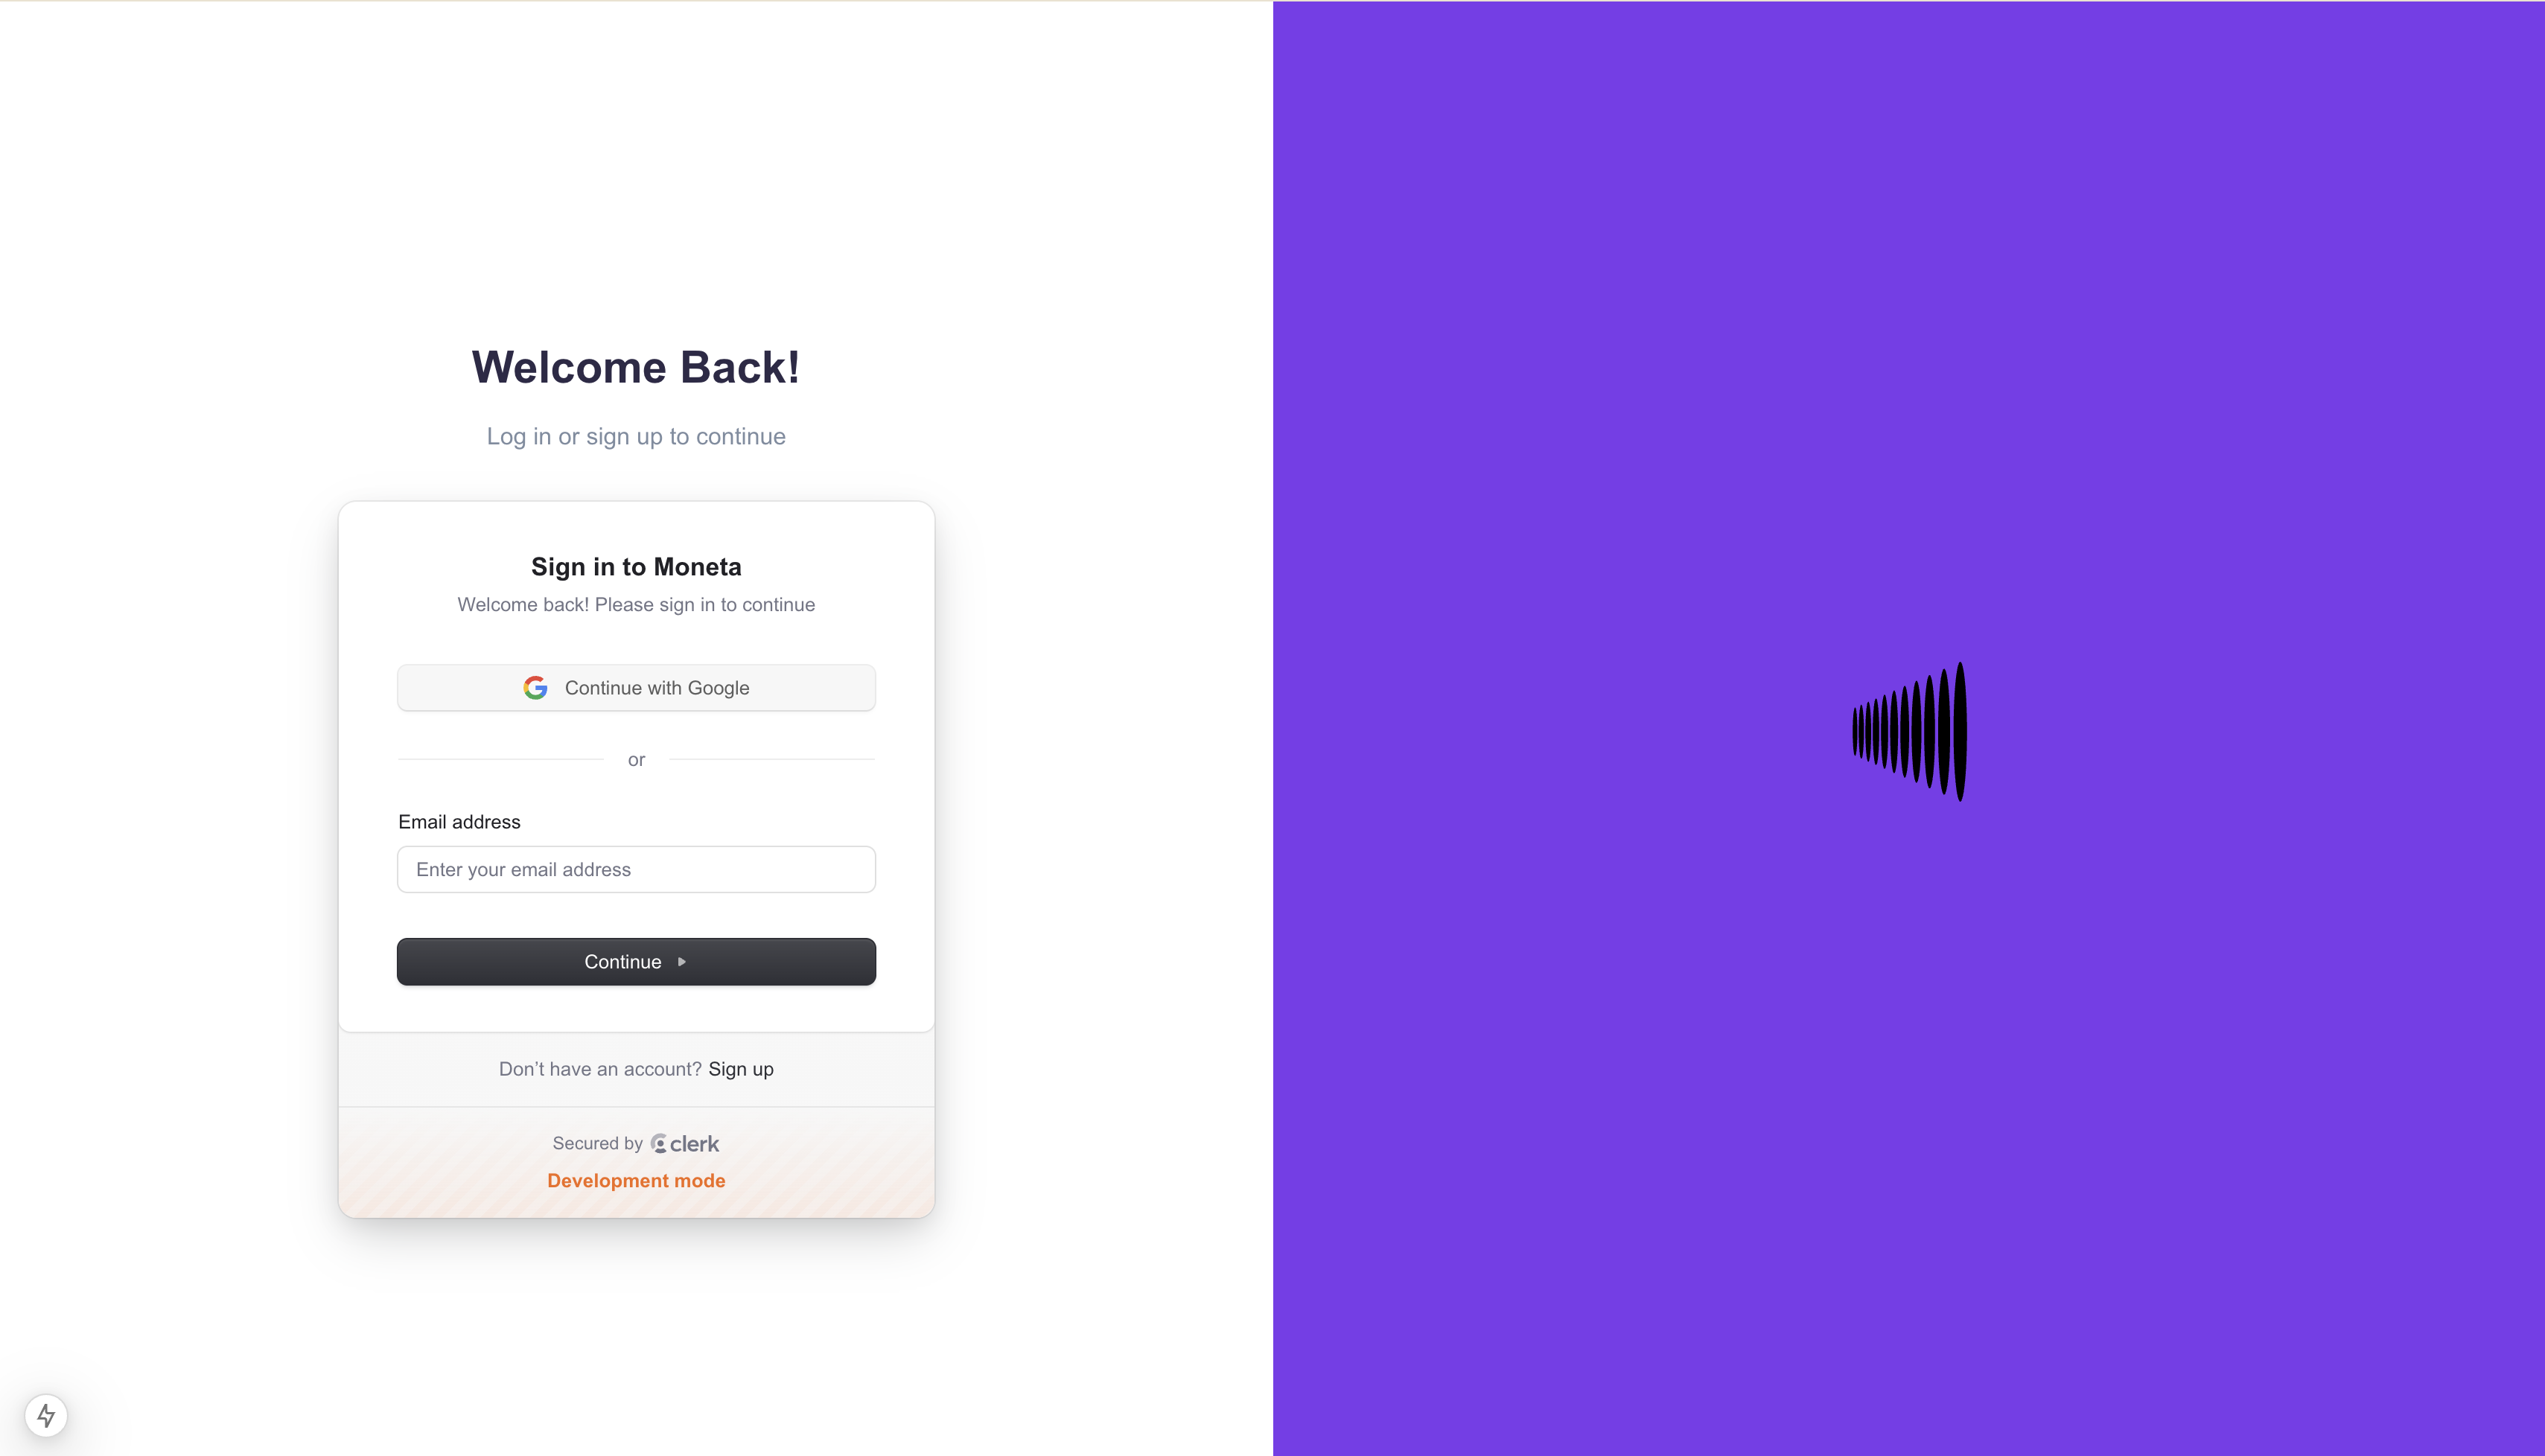 Welcome Back!
Log in or sign up to continue
Sign in to Moneta
Welcome back! Please sign in to continue
Continue with Google
or
Email address
Enter your email address
Continue
Don’t have an account? Sign up
Secured by clerk
Development mode